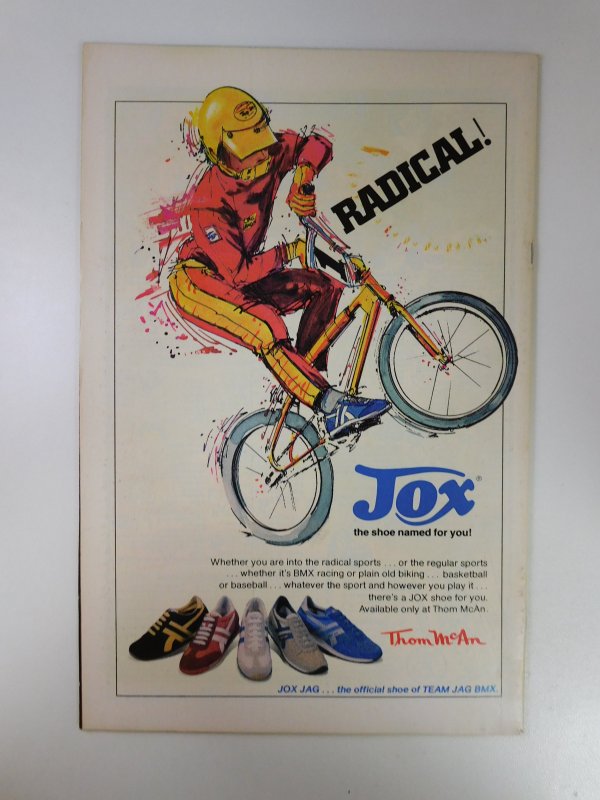 RADICAL!
1
Jox®
the shoe named for you!
Whether you are into the radical sports . . . or the regular sports
. . . whether it's BMX racing or plain old biking . . . basketball
or baseball . . . whatever the sport and however you play it . . .
there's a JOX shoe for you.
Available only at Thom McAn.
Thom McAn
JOX JAG . . . the official shoe of TEAM JAG BMX.